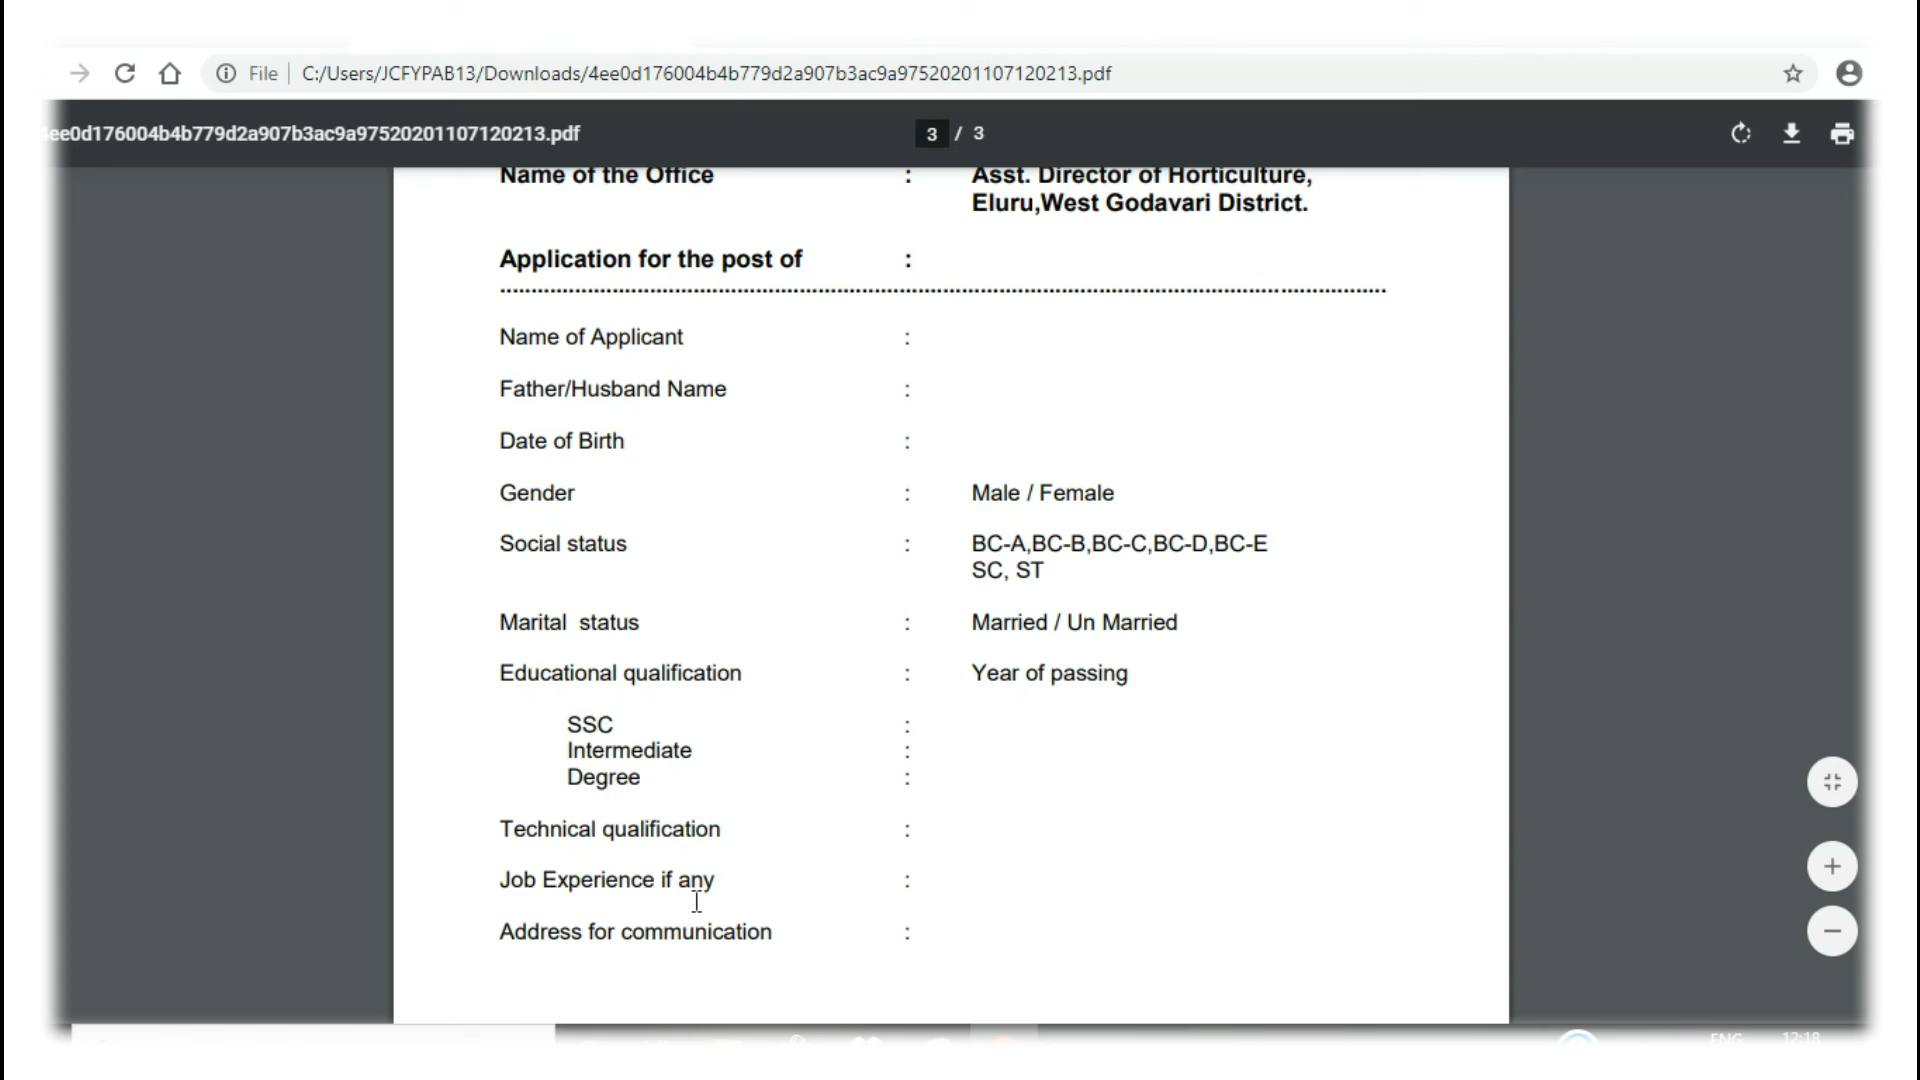 File C:/Users/JCFYPAB13/Downloads/4ee0d176004b4b779d2a907b3ac9a97520201107120213.pdf
ee0d176004b4b779d2a907b3ac9a97520201107120213.pdf 3 / 3
Name of the Office : Asst. Director of Horticulture,
Eluru,West Godavari District.
Application for the post of :
Name of Applicant :
Father/Husband Name :
Date of Birth :
Gender : Male / Female
Social status : BC-A,BC-B,BC-C,BC-D,BC-E
SC, ST
Marital status : Married / Un Married
Educational qualification : Year of passing
SSC :
Intermediate :
Degree :
Technical qualification :
Job Experience if any :
Address for communication :
ENG 12:18